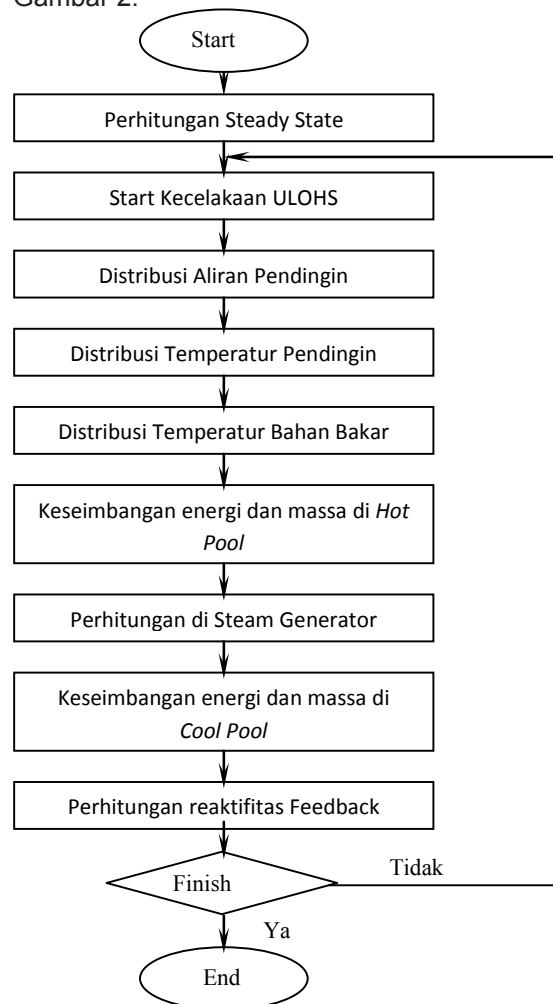 Gambar 2.
Start
Perhitungan Steady State
Start Kecelakaan ULOHS
Distribusi Aliran Pendingin
Distribusi Temperatur Pendingin
Distribusi Temperatur Bahan Bakar
Keseimbangan energi dan massa di Hot
Pool
Perhitungan di Steam Generator
Keseimbangan energi dan massa di
Cool Pool
Perhitungan reaktifitas Feedback
Finish
Tidak
Ya
End